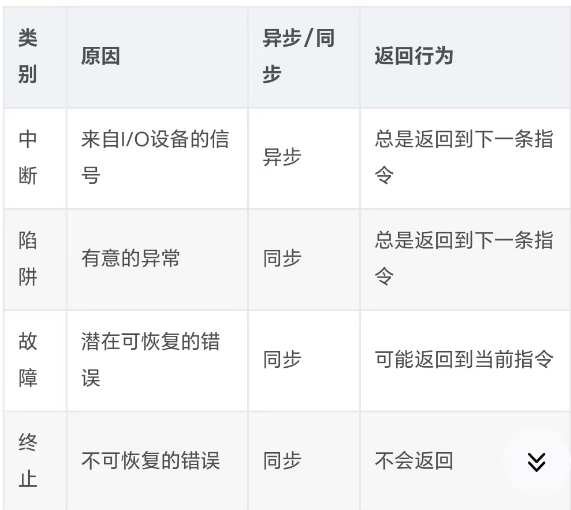 类别 原因 异步/同步 返回行为
中断 来自I/O设备的信号 异步 总是返回到下一条指令
陷阱 有意的异常 同步 总是返回到下一条指令
故障 潜在可恢复的错误 同步 可能返回到当前指令
终止 不可恢复的错误 同步 不会返回